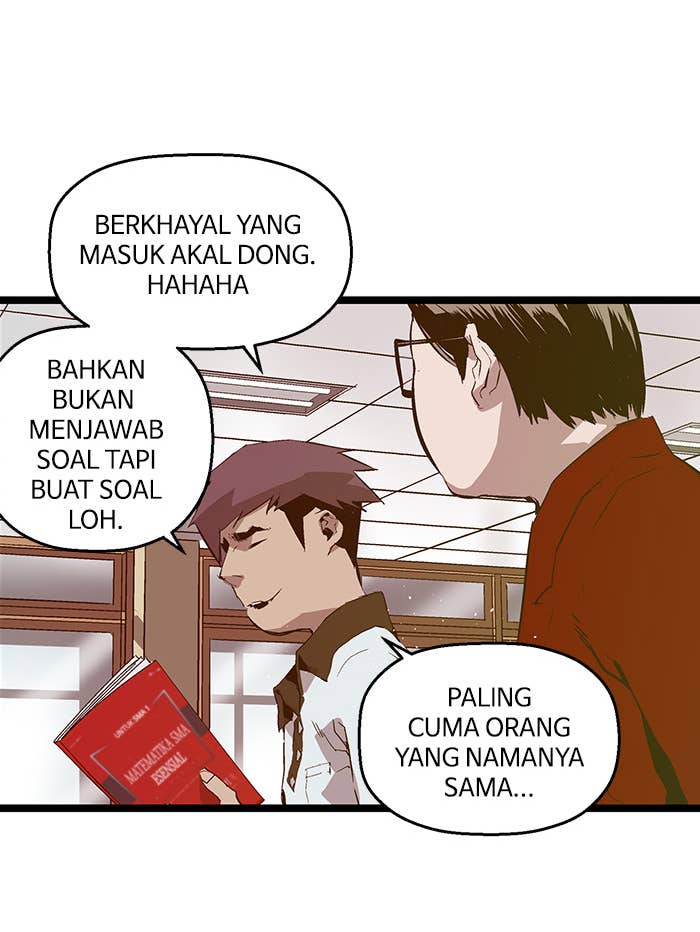 BERKHAYAL YANG
MASUK AKAL DONG.
HAHAHA
BAHKAN
BUKAN
MENJAWAB
SOAL TAPI
BUAT SOAL
LOH.
UNTUK SMA 1
MATEMATIKA SMA
ESENSIAL
PALING
CUMA ORANG
YANG NAMANYA
SAMA...